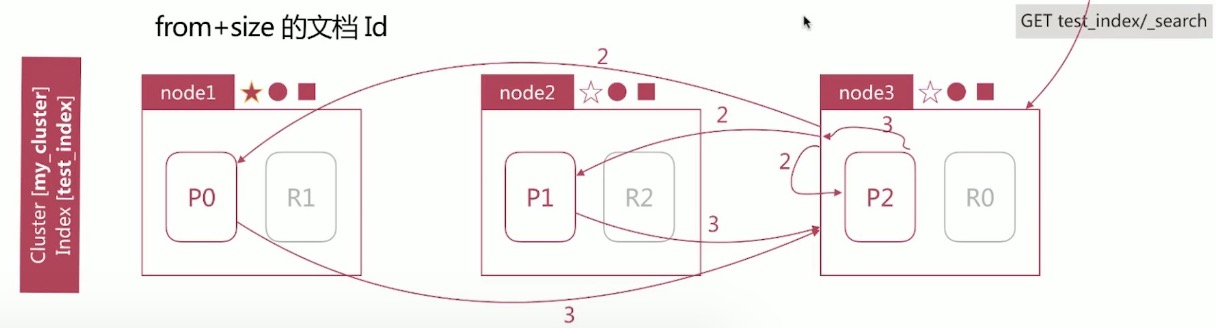 from+size 的文档 Id
GET test_index/_search
Cluster [my_cluster]
Index [test_index]
node1
node2
node3
2
2
3
2
P0
R1
P1
R2
P2
R0
3
3